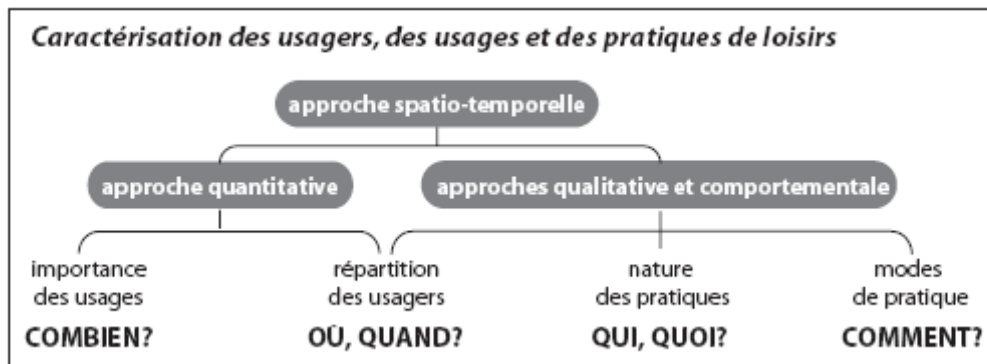 Caractérisation des usagers, des usages et des pratiques de loisirs
approche spatio-temporelle
approche quantitative
approches qualitative et comportementale
importance
des usages
COMBIEN?
répartition
des usagers
OÙ, QUAND?
nature
des pratiques
QUI, QUOI?
modes
de pratique
COMMENT?